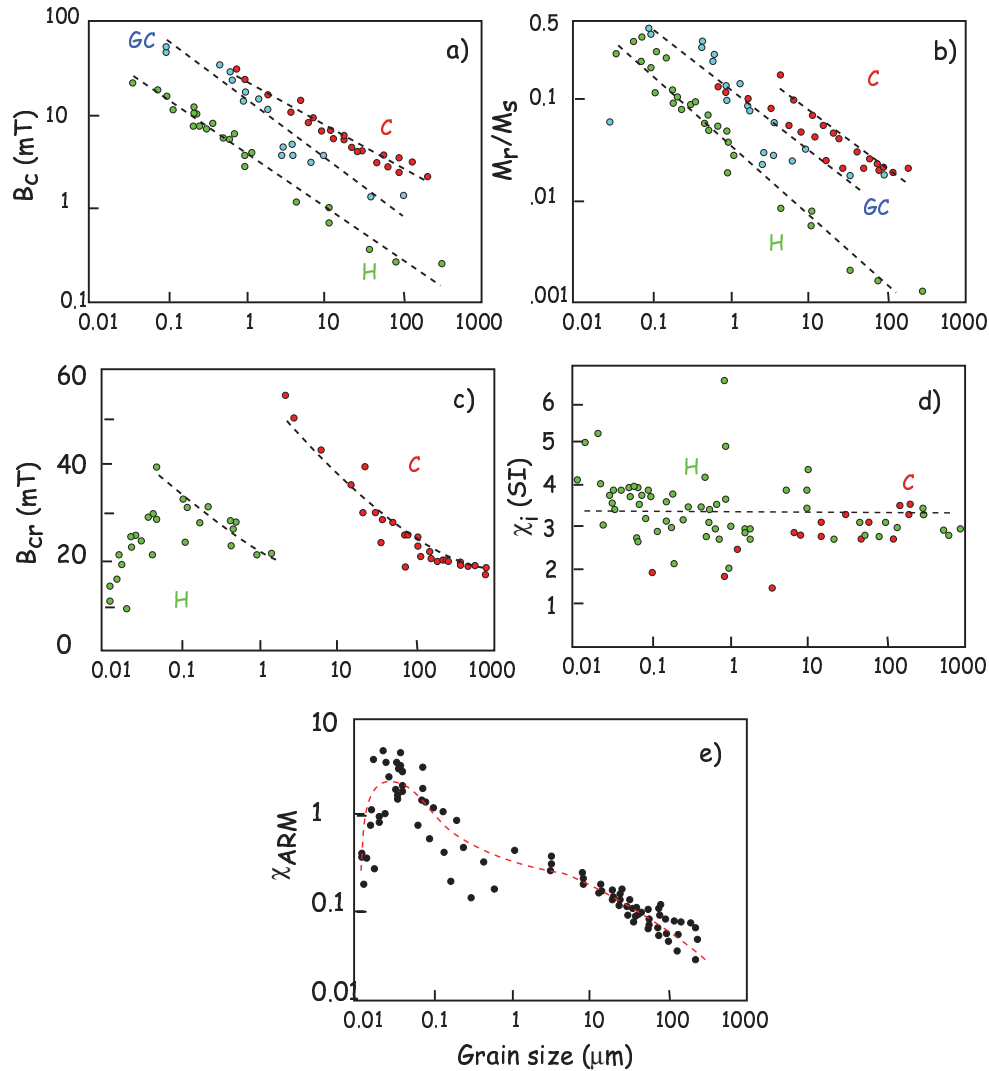 100
10
1
0.1
Bc (mT)
GC
C
H
a)
0.01 0.1 1 10 100 1000
0.5
0.1
.01
.001
Mr/Ms
b)
C
GC
H
0.01 0.1 1 10 100 1000
60
40
20
0
Bcr (mT)
c)
C
H
0.01 0.1 1 10 100 1000
6
5
4
3
2
1
χi (SI)
d)
H
C
0.01 0.1 1 10 100 1000
10
1
0.1
0.01
χARM
e)
0.01 0.1 1 10 100 1000
Grain size (μm)